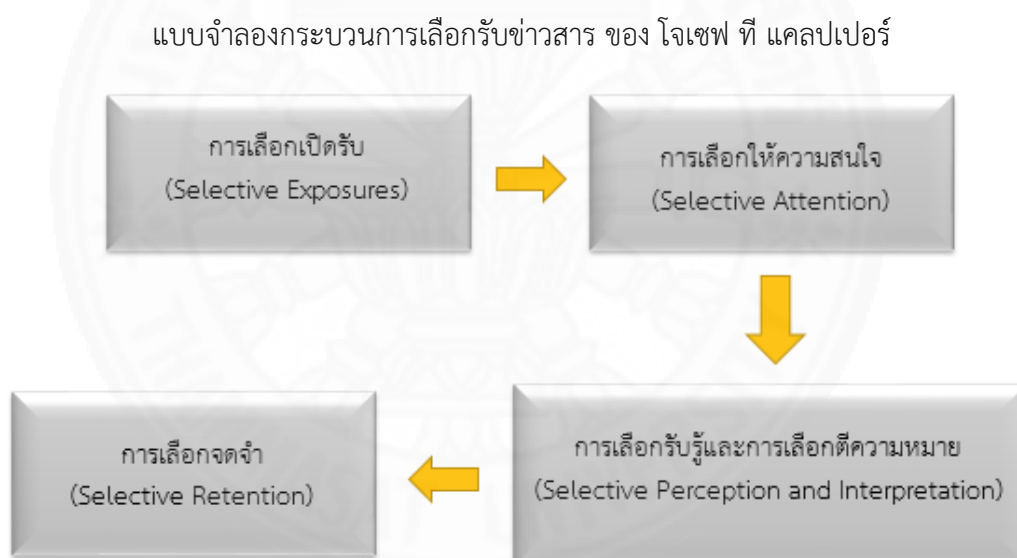 แบบจำลองกระบวนการเลือกรับข่าวสาร ของ โจเซฟ ที แคลปเปอร์
การเลือกเปิดรับ
(Selective Exposures)
การเลือกให้ความสนใจ
(Selective Attention)
การเลือกรับรู้และการเลือกตีความหมาย
(Selective Perception and Interpretation)
การเลือกจดจำ
(Selective Retention)